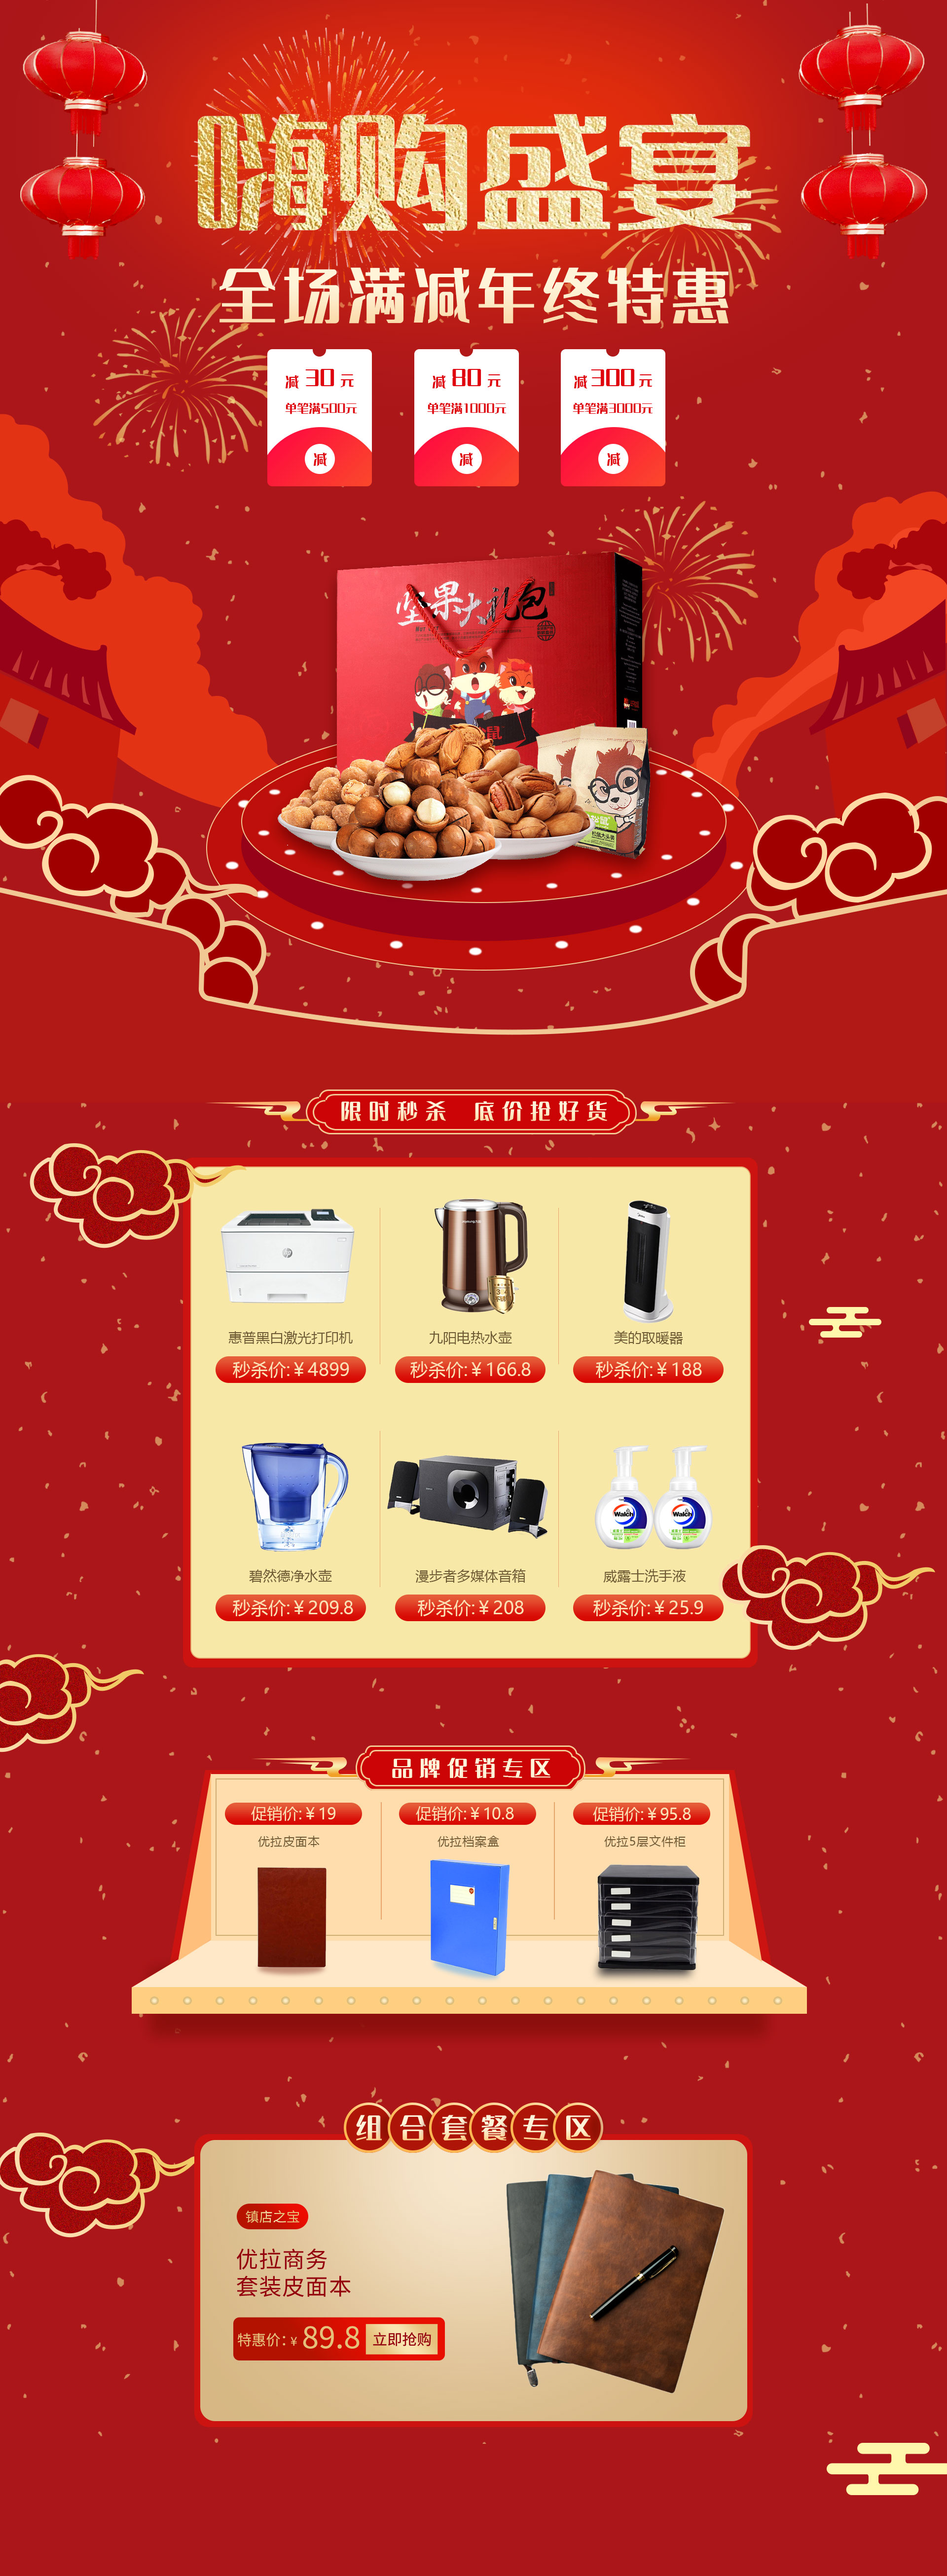 嗨购盛宴
全场满减年终特惠
减 30 元
单笔满500元
减
减 80 元
单笔满1000元
减
减 300 元
单笔满3000元
减
坚果大礼包
鼠
限时秒杀 底价抢好货
惠普黑白激光打印机
秒杀价:¥4899
九阳电热水壶
秒杀价:¥166.8
美的取暖器
秒杀价:¥188
碧然德净水壶
秒杀价:¥209.8
漫步者多媒体音箱
秒杀价:¥208
Walch
Walch
威露士洗手液
秒杀价:¥25.9
品牌促销专区
促销价:¥19
优拉皮面本
促销价:¥10.8
优拉档案盒
促销价:¥95.8
优拉5层文件柜
组合套餐专区
镇店之宝
优拉商务
套装皮面本
特惠价:¥89.8 立即抢购